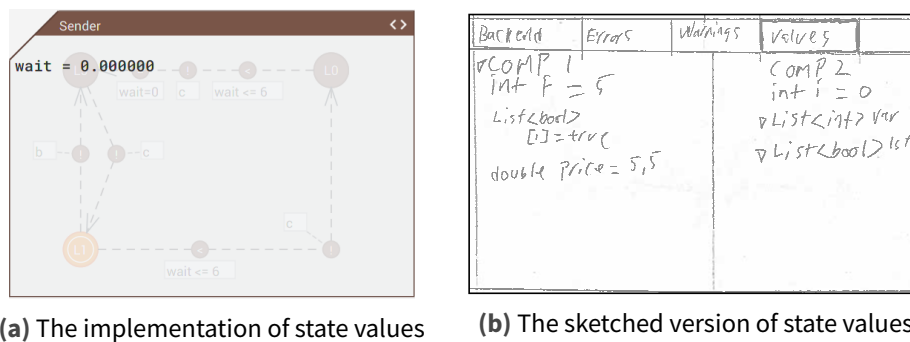 Sender
<>
wait = 0.000000
L0
wait=0 c wait <= 6
b
c
c
L1
wait <= 6
(a) The implementation of state values
Backend Errors Warnings Values
▿COMP 1
int F = 5
List<bool>
[1] = true
double price = 5,5
COMP 2
int i = 0
▿List<int> var
▿List<bool> lst
(b) The sketched version of state values